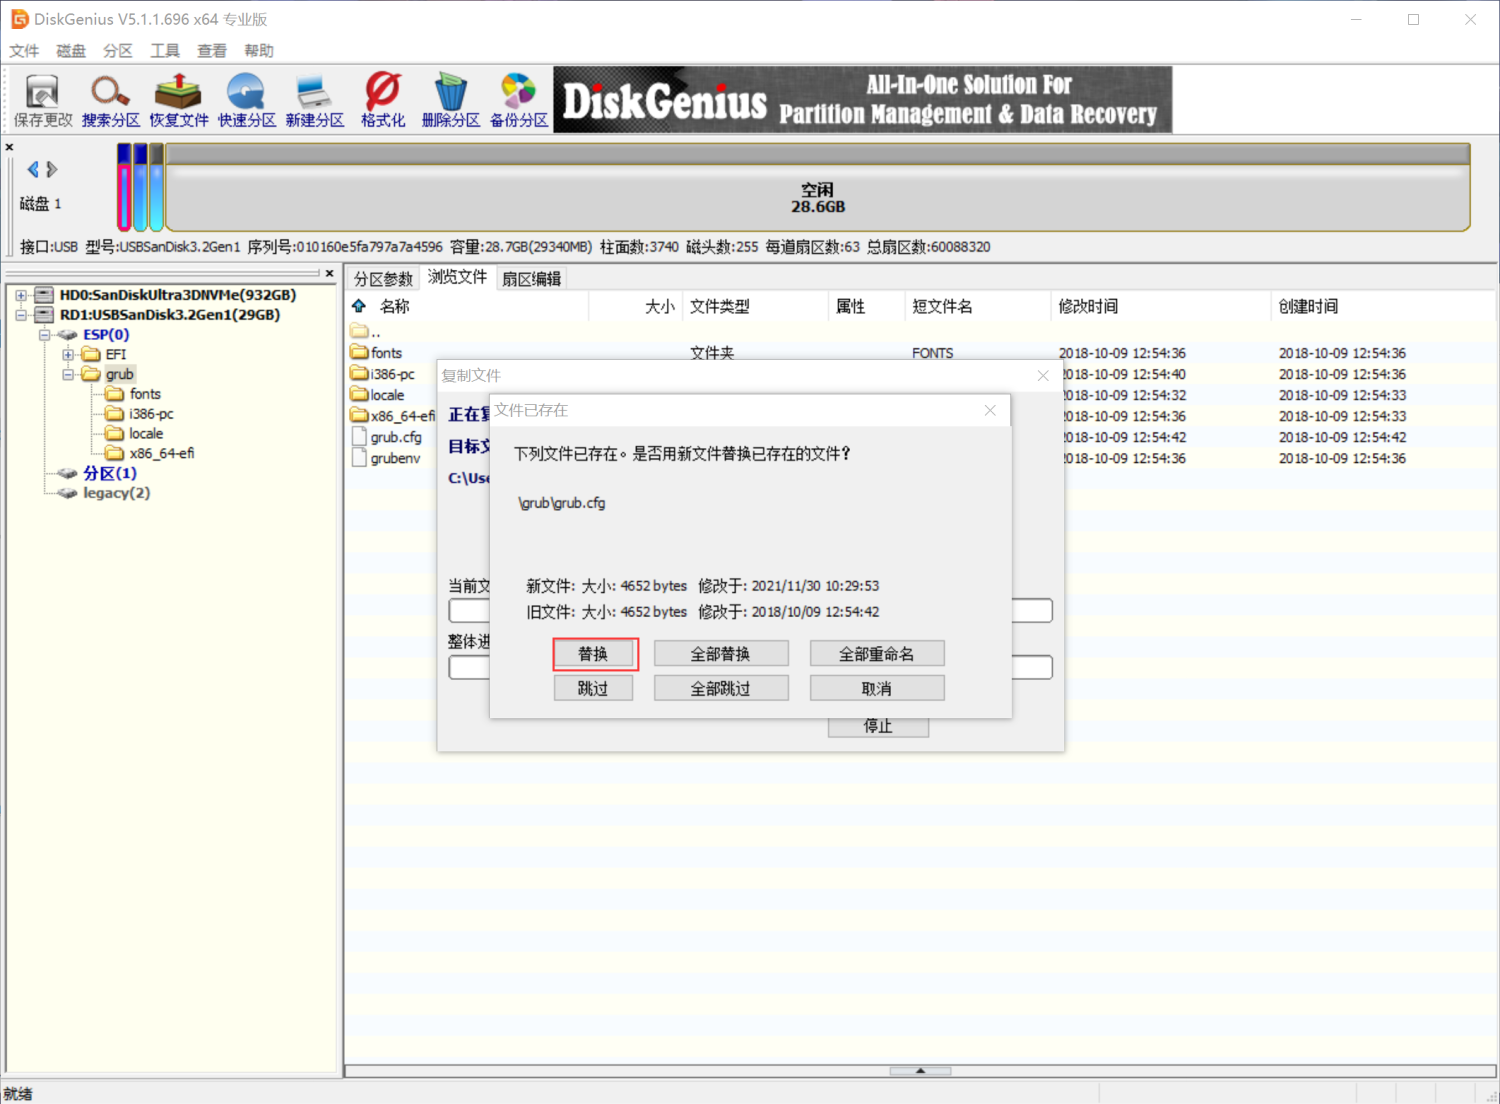 DiskGenius V5.1.1.696 x64 专业版
文件 磁盘 分区 工具 查看 帮助
保存更改 搜索分区 恢复文件 快速分区 新建分区 格式化 删除分区 备份分区
DiskGenius
All-In-One Solution For
Partition Management & Data Recovery
磁盘 1
空闲
28.6GB
接口:USB 型号:USBSanDisk3.2Gen1 序列号:010160e5fa797a7a4596 容量:28.7GB(29340MB) 柱面数:3740 磁头数:255 每道扇区数:63 总扇区数:60088320
HD0:SanDiskUltra3DNVMe(932GB)
RD1:USBSanDisk3.2Gen1(29GB)
ESP(0)
EFI
grub
fonts
i386-pc
locale
x86_64-efi
分区(1)
legacy(2)
分区参数 浏览文件 扇区编辑
名称 大小 文件类型 属性 短文件名 修改时间 创建时间
..
fonts 文件夹 FONTS 2018-10-09 12:54:36 2018-10-09 12:54:36
i386-pc 2018-10-09 12:54:40 2018-10-09 12:54:36
locale 2018-10-09 12:54:32 2018-10-09 12:54:33
x86_64-efi 2018-10-09 12:54:36 2018-10-09 12:54:33
grub.cfg 2018-10-09 12:54:42 2018-10-09 12:54:42
grubenv 2018-10-09 12:54:36 2018-10-09 12:54:36
复制文件
正在复
目标文
C:\Use
当前文
整体进
停止
文件已存在
下列文件已存在。是否用新文件替换已存在的文件?
\grub\grub.cfg
新文件: 大小: 4652 bytes 修改于: 2021/11/30 10:29:53
旧文件: 大小: 4652 bytes 修改于: 2018/10/09 12:54:42
替换 全部替换 全部重命名
跳过 全部跳过 取消
就绪